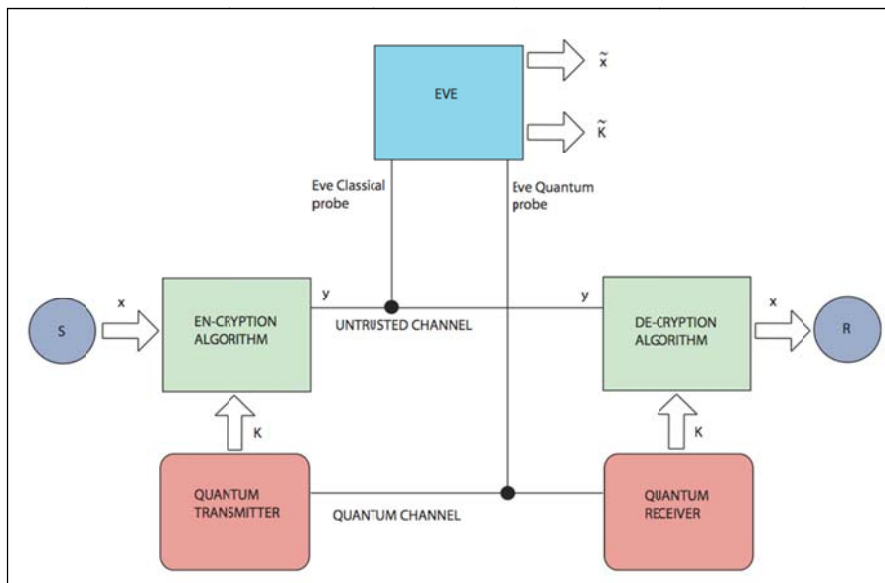 EVE
x̃
K̃
Eve Classical
probe
Eve Quantum
probe
S
x
EN-CRYPTION
ALGORITHM
y
UNTRUSTED CHANNEL
y
DE-CRYPTION
ALGORITHM
x
R
K
K
QUANTUM
TRANSMITTER
QUANTUM CHANNEL
QUANTUM
RECEIVER